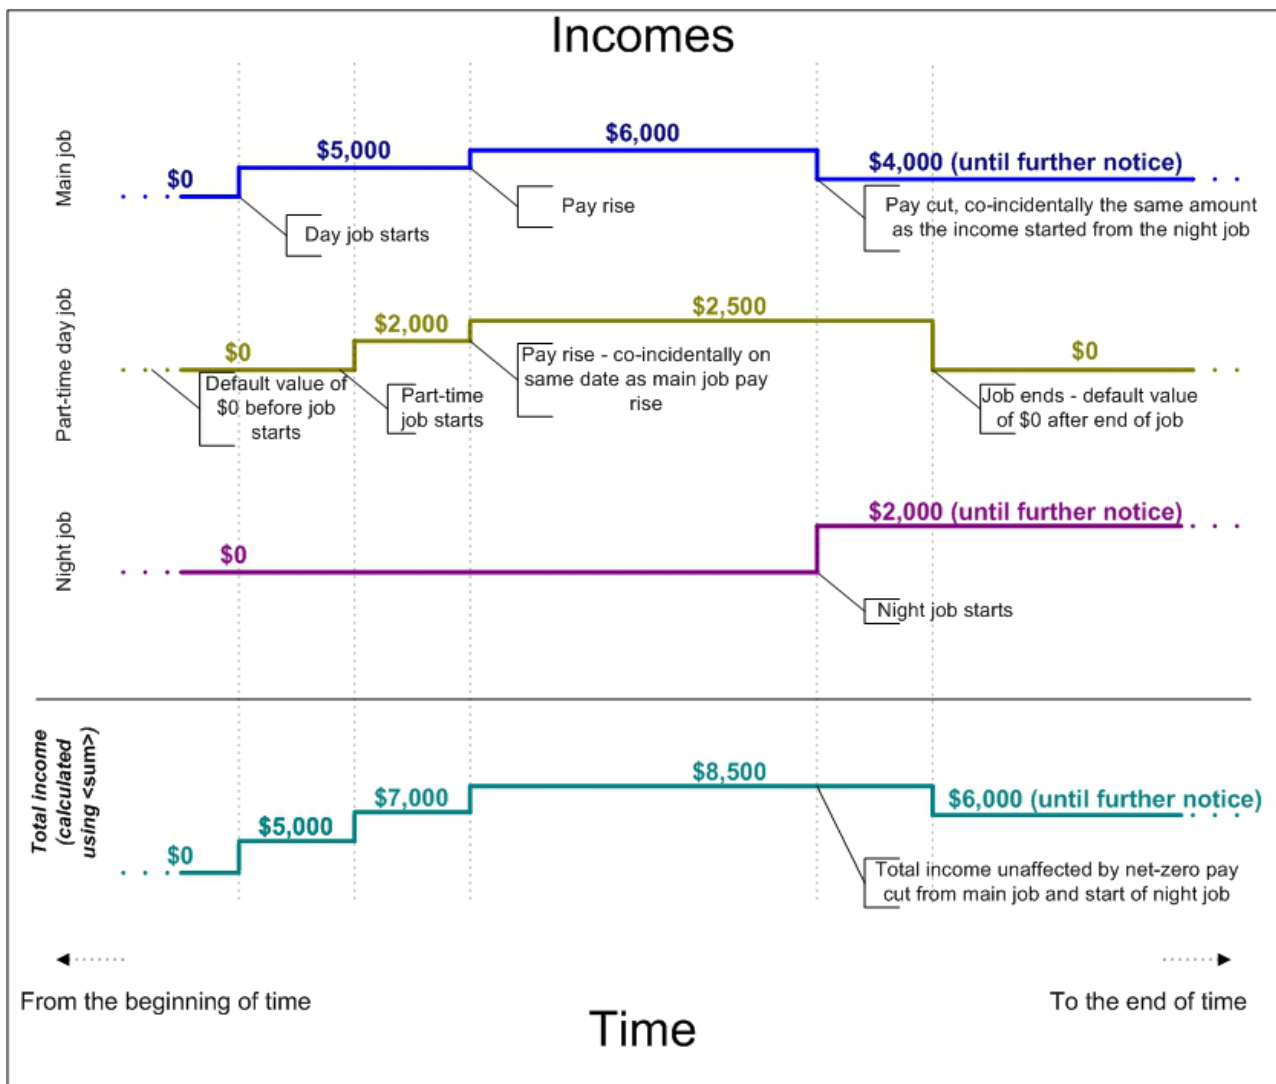 Incomes
Main job
$0
$5,000
$6,000
$4,000 (until further notice)
Day job starts
Pay rise
Pay cut, co-incidentally the same amount
as the income started from the night job
Part-time day job
$0
$2,000
$2,500
$0
Default value of
$0 before job
starts
Part-time
job starts
Pay rise - co-incidentally on
same date as main job pay
rise
Job ends - default value
of $0 after end of job
Night job
$0
$2,000 (until further notice)
Night job starts
Total income
(calculated
using <sum>)
$0
$5,000
$7,000
$8,500
$6,000 (until further notice)
Total income unaffected by net-zero pay
cut from main job and start of night job
From the beginning of time
To the end of time
Time